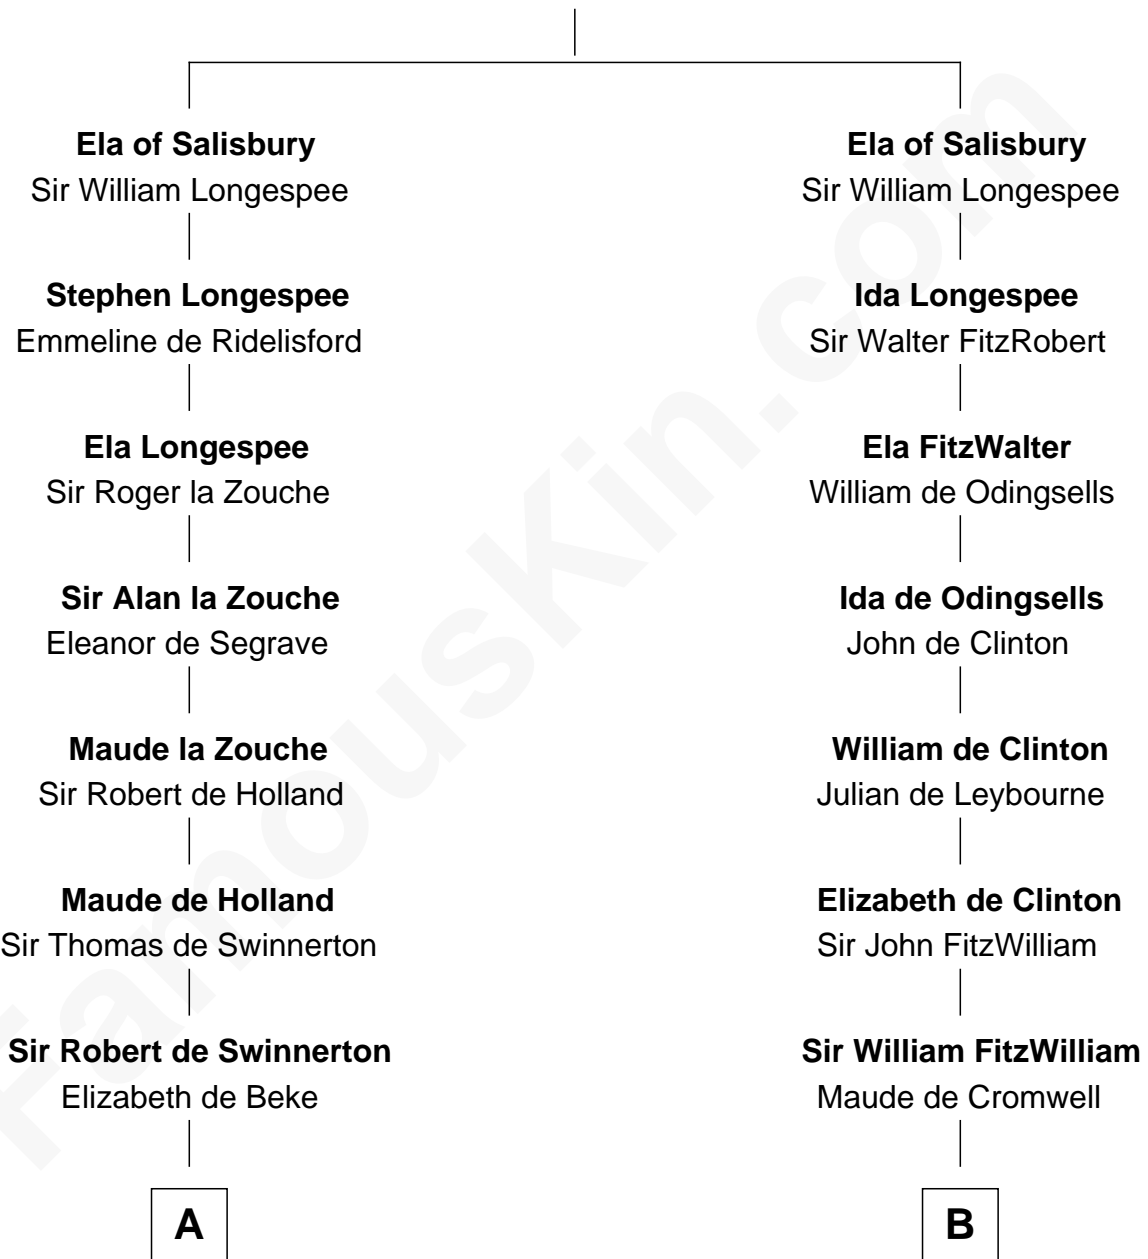 Ela of Salisbury
Sir William Longespee
Stephen Longespee
Emmeline de Ridelisford
Ela Longespee
Sir Roger la Zouche
Sir Alan la Zouche
Eleanor de Segrave
Maude la Zouche
Sir Robert de Holland
Maude de Holland
Sir Thomas de Swinnerton
Sir Robert de Swinnerton
Elizabeth de Beke
A
Ela of Salisbury
Sir William Longespee
Ida Longespee
Sir Walter FitzRobert
Ela FitzWalter
William de Odingsells
Ida de Odingsells
John de Clinton
William de Clinton
Julian de Leybourne
Elizabeth de Clinton
Sir John FitzWilliam
Sir William FitzWilliam
Maude de Cromwell
B
FamousKin.com